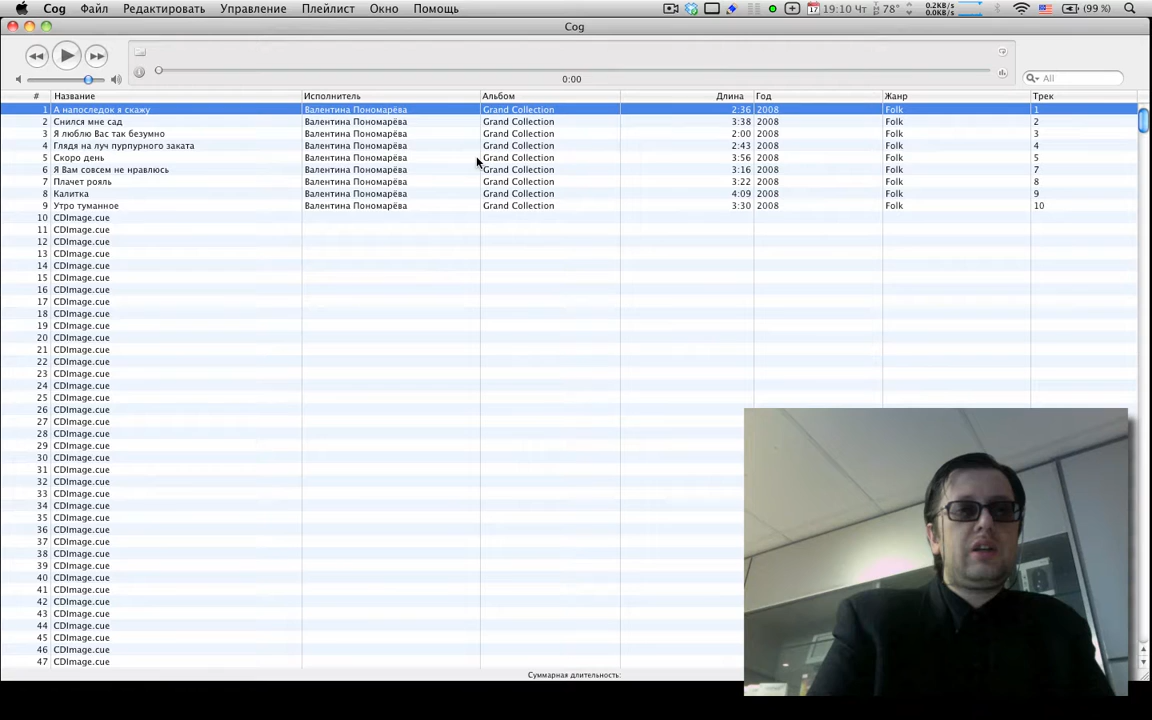 Cog Файл Редактировать Управление Плейлист Окно Помощь 17 19:10 Чт 78° 0.2KB/s 0.0KB/s (99 %)
Cog
0:00
All
# Название Исполнитель Альбом Длина Год Жанр Трек
1 А напоследок я скажу Валентина Пономарёва Grand Collection 2:36 2008 Folk 1
2 Снился мне сад Валентина Пономарёва Grand Collection 3:38 2008 Folk 2
3 Я люблю Вас так безумно Валентина Пономарёва Grand Collection 2:00 2008 Folk 3
4 Глядя на луч пурпурного заката Валентина Пономарёва Grand Collection 2:43 2008 Folk 4
5 Скоро день Валентина Пономарёва Grand Collection 3:56 2008 Folk 5
6 Я Вам совсем не нравлюсь Валентина Пономарёва Grand Collection 3:16 2008 Folk 7
7 Плачет рояль Валентина Пономарёва Grand Collection 3:22 2008 Folk 8
8 Калитка Валентина Пономарёва Grand Collection 4:09 2008 Folk 9
9 Утро туманное Валентина Пономарёва Grand Collection 3:30 2008 Folk 10
10 CDImage.cue
11 CDImage.cue
12 CDImage.cue
13 CDImage.cue
14 CDImage.cue
15 CDImage.cue
16 CDImage.cue
17 CDImage.cue
18 CDImage.cue
19 CDImage.cue
20 CDImage.cue
21 CDImage.cue
22 CDImage.cue
23 CDImage.cue
24 CDImage.cue
25 CDImage.cue
26 CDImage.cue
27 CDImage.cue
28 CDImage.cue
29 CDImage.cue
30 CDImage.cue
31 CDImage.cue
32 CDImage.cue
33 CDImage.cue
34 CDImage.cue
35 CDImage.cue
36 CDImage.cue
37 CDImage.cue
38 CDImage.cue
39 CDImage.cue
40 CDImage.cue
41 CDImage.cue
42 CDImage.cue
43 CDImage.cue
44 CDImage.cue
45 CDImage.cue
46 CDImage.cue
47 CDImage.cue
Суммарная длительность: